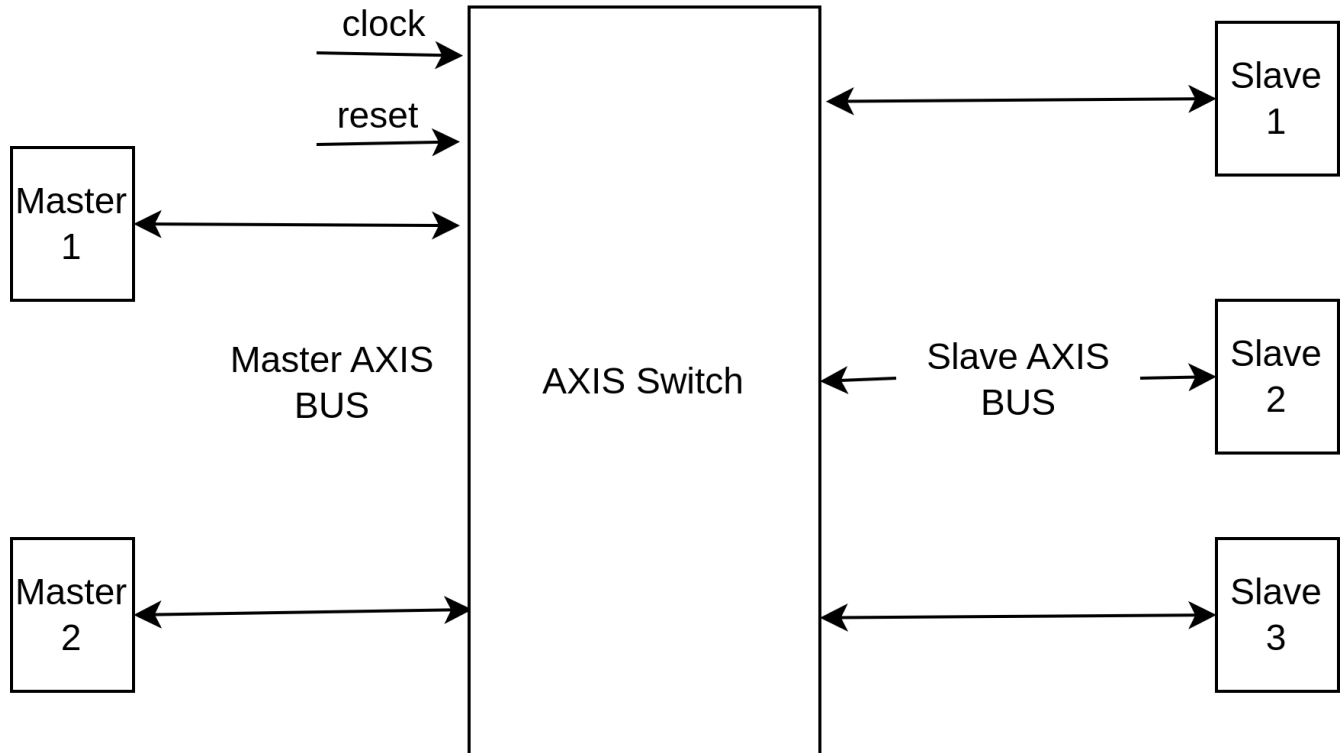 clock
reset
Master
1
Master AXIS
BUS
Master
2
AXIS Switch
Slave AXIS
BUS
Slave
1
Slave
2
Slave
3